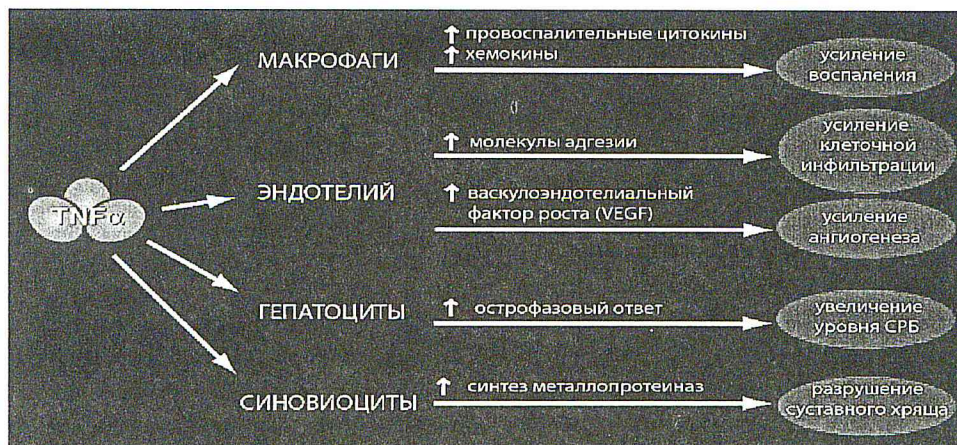 ↑ провоспалительные цитокины
МАКРОФАГИ
↑ хемокины
усиление
воспаления
↑ молекулы адгезии
усиление
клеточной
инфильтрации
TNFα
ЭНДОТЕЛИЙ
↑ васкулоэндотелиальный
фактор роста (VEGF)
усиление
ангиогенеза
ГЕПАТОЦИТЫ
↑ острофазовый ответ
увеличение
уровня СРБ
СИНОВИОЦИТЫ
↑ синтез металлопротеиназ
разрушение
суставного хряща